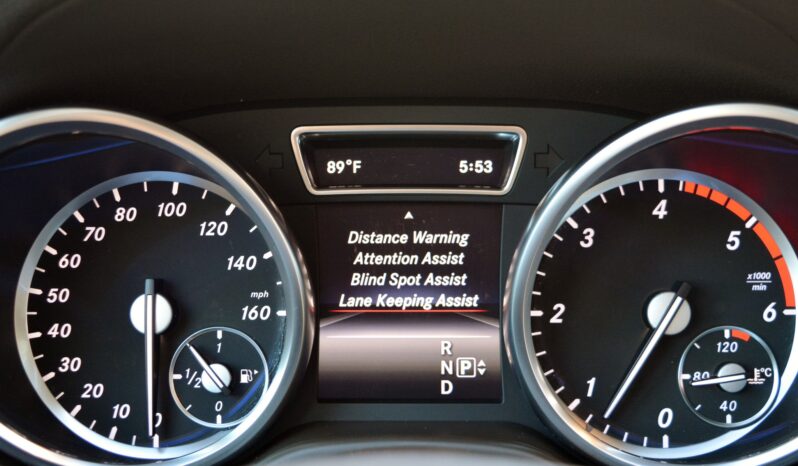 89°F 5:53
Distance Warning
Attention Assist
Blind Spot Assist
Lane Keeping Assist
R
N P
D
0
10
20
30
40
50
60
70
80
100
120
140
mph
160
1
1/2
0
0
1
2
3
4
5
6
x1000
min
120
80 °C
40